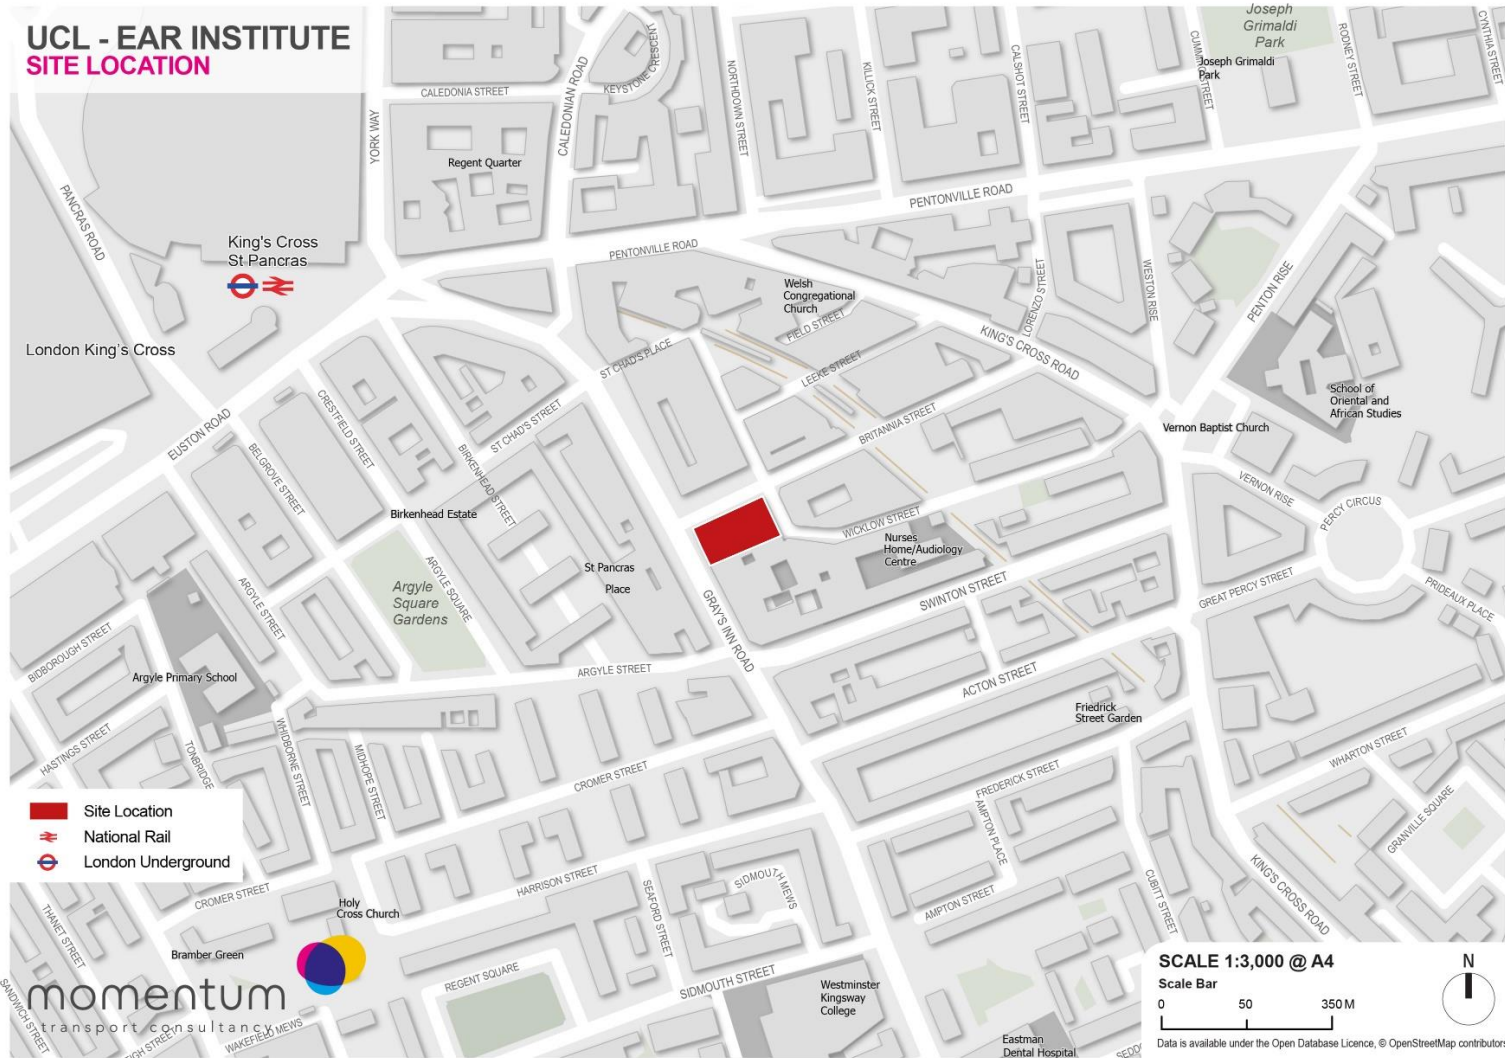 UCL - EAR INSTITUTE
SITE LOCATION
Joseph
Grimaldi
Park
Joseph Grimaldi
Park
CUMMING STREET
RODNEY STREET
CYNTHIA STREET
CALSHOT STREET
KILLICK STREET
NORTHDOWN STREET
KEYSTONE CRESCENT
CALEDONIAN ROAD
CALEDONIA STREET
YORK WAY
Regent Quarter
PANCRAS ROAD
PENTONVILLE ROAD
PENTONVILLE ROAD
King's Cross
St Pancras
London King's Cross
Welsh
Congregational
Church
FIELD STREET
LEEKE STREET
LORENZO STREET
WESTON RISE
PENTON RISE
KING'S CROSS ROAD
ST CHAD'S PLACE
ST CHAD'S STREET
BRITANNIA STREET
School of
Oriental and
African Studies
Vernon Baptist Church
VERNON RISE
PERCY CIRCUS
EUSTON ROAD
CRESTFIELD STREET
BELGROVE STREET
BIRKENHEAD STREET
Birkenhead Estate
WICKLOW STREET
Nurses
Home/Audiology
Centre
SWINTON STREET
GREAT PERCY STREET
PRIDEAUX PLACE
St Pancras
Place
Argyle
Square
Gardens
ARGYLE SQUARE
ARGYLE STREET
GRAY'S INN ROAD
BIDBOROUGH STREET
Argyle Primary School
ARGYLE STREET
ACTON STREET
Friedrick
Street Garden
HASTINGS STREET
TONBRIDGE
WHIDBORNE STREET
MIDHOPE STREET
CROMER STREET
FREDERICK STREET
WHARTON STREET
GRANVILLE SQUARE
AMPTON PLACE
Site Location
National Rail
London Underground
CROMER STREET
HARRISON STREET
SEAFORD STREET
SIDMOUTH MEWS
AMPTON STREET
CUBITT STREET
KING'S CROSS ROAD
THANET STREET
Holy
Cross Church
Bramber Green
SANDWICH STREET
momentum
transport consultancy
WAKEFIELD MEWS
REGENT SQUARE
SIDMOUTH STREET
Westminster
Kingsway
College
Eastman
Dental Hospital
SCALE 1:3,000 @ A4
Scale Bar
0 50 350 M
N
Data is available under the Open Database Licence, © OpenStreetMap contributors